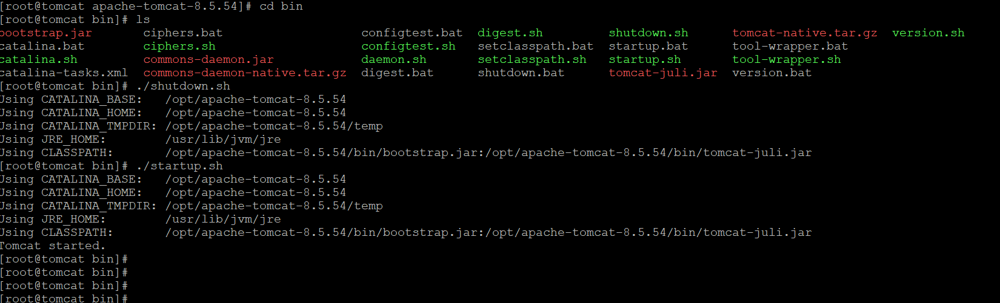 [root@tomcat apache-tomcat-8.5.54]# cd bin
[root@tomcat bin]# ls
bootstrap.jar ciphers.bat configtest.bat digest.sh shutdown.sh tomcat-native.tar.gz version.sh
catalina.bat ciphers.sh configtest.sh setclasspath.bat startup.bat tool-wrapper.bat
catalina.sh commons-daemon.jar daemon.sh setclasspath.sh startup.sh tool-wrapper.sh
catalina-tasks.xml commons-daemon-native.tar.gz digest.bat shutdown.bat tomcat-juli.jar version.bat
[root@tomcat bin]# ./shutdown.sh
Using CATALINA_BASE: /opt/apache-tomcat-8.5.54
Using CATALINA_HOME: /opt/apache-tomcat-8.5.54
Using CATALINA_TMPDIR: /opt/apache-tomcat-8.5.54/temp
Using JRE_HOME: /usr/lib/jvm/jre
Using CLASSPATH: /opt/apache-tomcat-8.5.54/bin/bootstrap.jar:/opt/apache-tomcat-8.5.54/bin/tomcat-juli.jar
[root@tomcat bin]# ./startup.sh
Using CATALINA_BASE: /opt/apache-tomcat-8.5.54
Using CATALINA_HOME: /opt/apache-tomcat-8.5.54
Using CATALINA_TMPDIR: /opt/apache-tomcat-8.5.54/temp
Using JRE_HOME: /usr/lib/jvm/jre
Using CLASSPATH: /opt/apache-tomcat-8.5.54/bin/bootstrap.jar:/opt/apache-tomcat-8.5.54/bin/tomcat-juli.jar
Tomcat started.
[root@tomcat bin]#
[root@tomcat bin]#
[root@tomcat bin]#
[root@tomcat bin]#